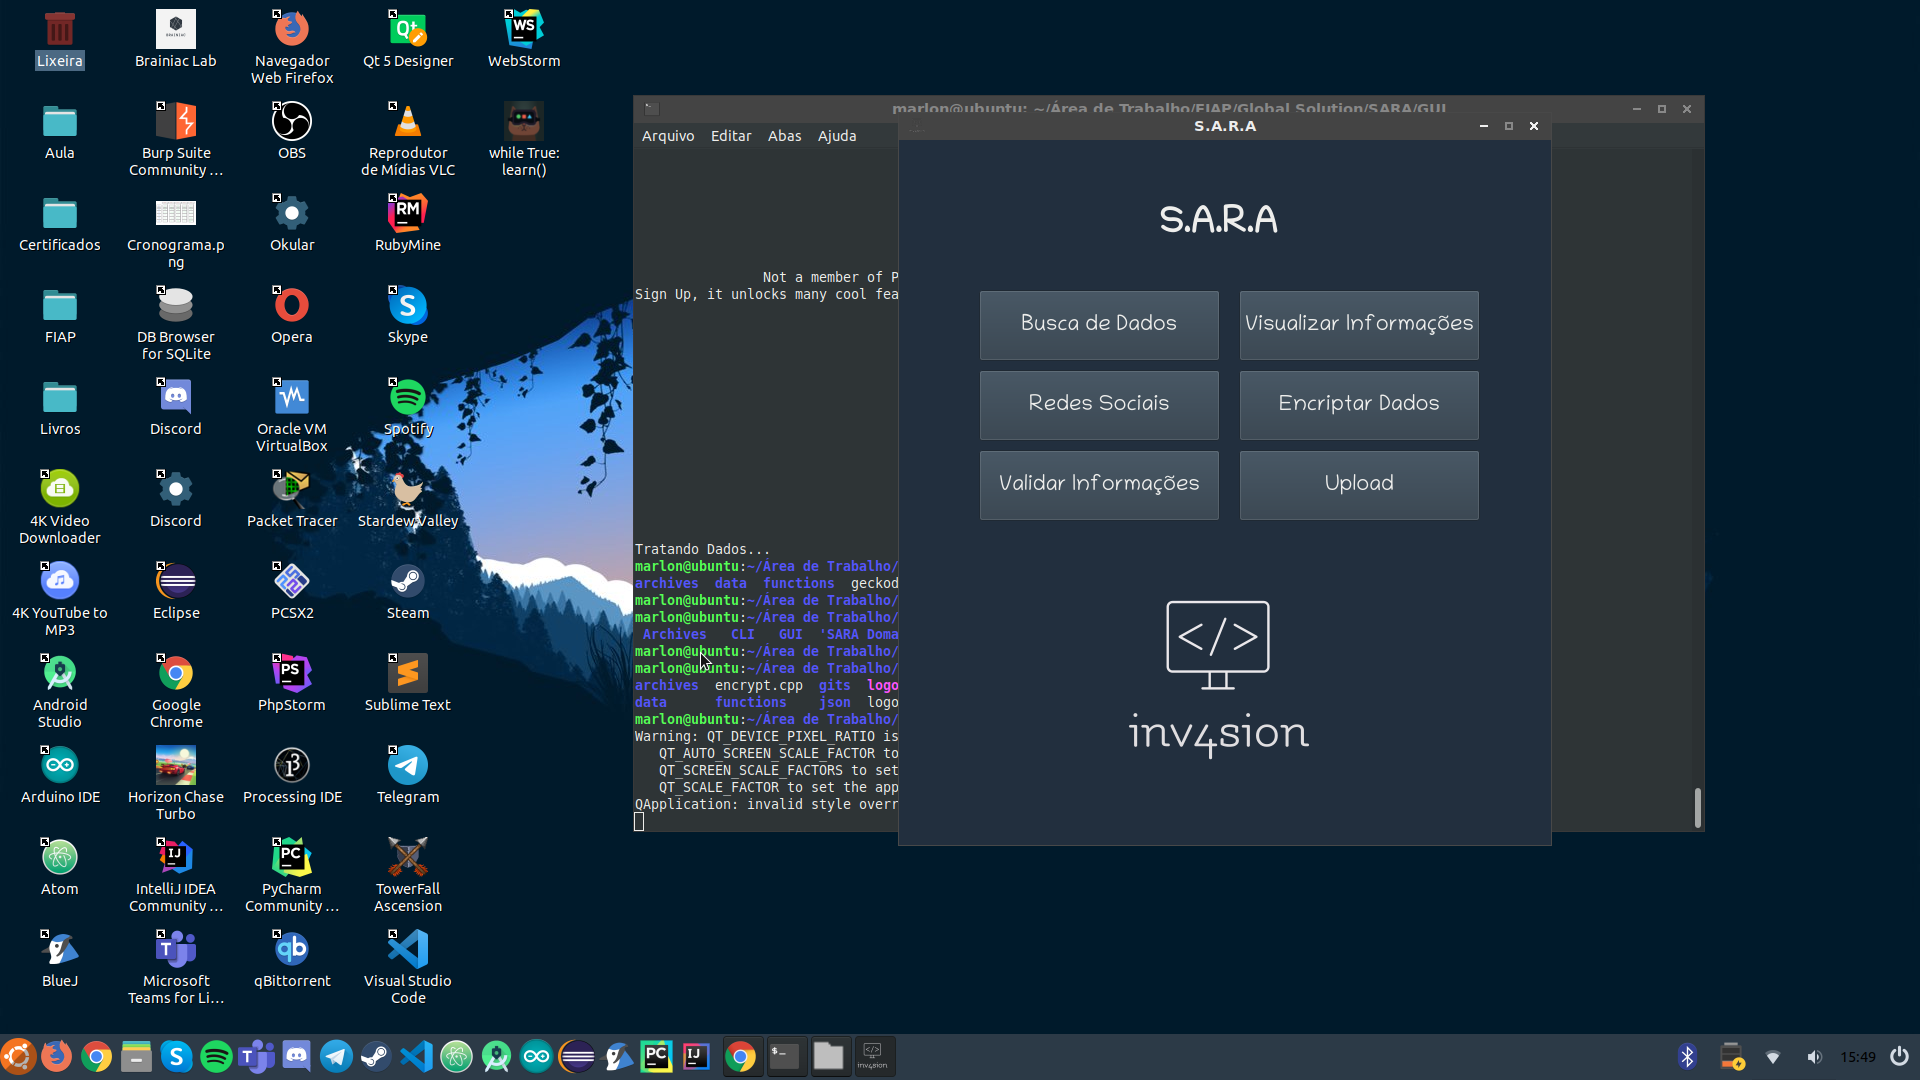 Lixeira
Brainiac Lab
Navegador
Web Firefox
Qt 5 Designer
WebStorm
Aula
Burp Suite
Community ...
OBS
Reprodutor
de Mídias VLC
while True:
learn()
Certificados
Cronograma.p
ng
Okular
RubyMine
FIAP
DB Browser
for SQLite
Opera
Skype
Livros
Discord
Oracle VM
VirtualBox
Spotify
4K Video
Downloader
Discord
Packet Tracer
Stardew Valley
4K YouTube to
MP3
Eclipse
PCSX2
Steam
Android
Studio
Google
Chrome
PhpStorm
Sublime Text
Arduino IDE
Horizon Chase
Turbo
Processing IDE
Telegram
Atom
IntelliJ IDEA
Community ...
PyCharm
Community ...
TowerFall
Ascension
BlueJ
Microsoft
Teams for Li...
qBittorrent
Visual Studio
Code
marlon@ubuntu: ~/Área de Trabalho/FIAP/Global Solution/SARA/GUI
Arquivo Editar Abas Ajuda
Not a member of P
Sign Up, it unlocks many cool fea
Tratando Dados...
marlon@ubuntu:~/Área de Trabalho/
archives data functions geckod
marlon@ubuntu:~/Área de Trabalho/
marlon@ubuntu:~/Área de Trabalho/
Archives CLI GUI 'SARA Doma
marlon@ubuntu:~/Área de Trabalho/
marlon@ubuntu:~/Área de Trabalho/
archives encrypt.cpp gits logo
data functions json logo
marlon@ubuntu:~/Área de Trabalho/
Warning: QT_DEVICE_PIXEL_RATIO is
QT_AUTO_SCREEN_SCALE_FACTOR to
QT_SCREEN_SCALE_FACTORS to set
QT_SCALE_FACTOR to set the app
QApplication: invalid style overr
S.A.R.A
S.A.R.A
Busca de Dados
Visualizar Informações
Redes Sociais
Encriptar Dados
Validar Informações
Upload
</>
inv4sion
15:49